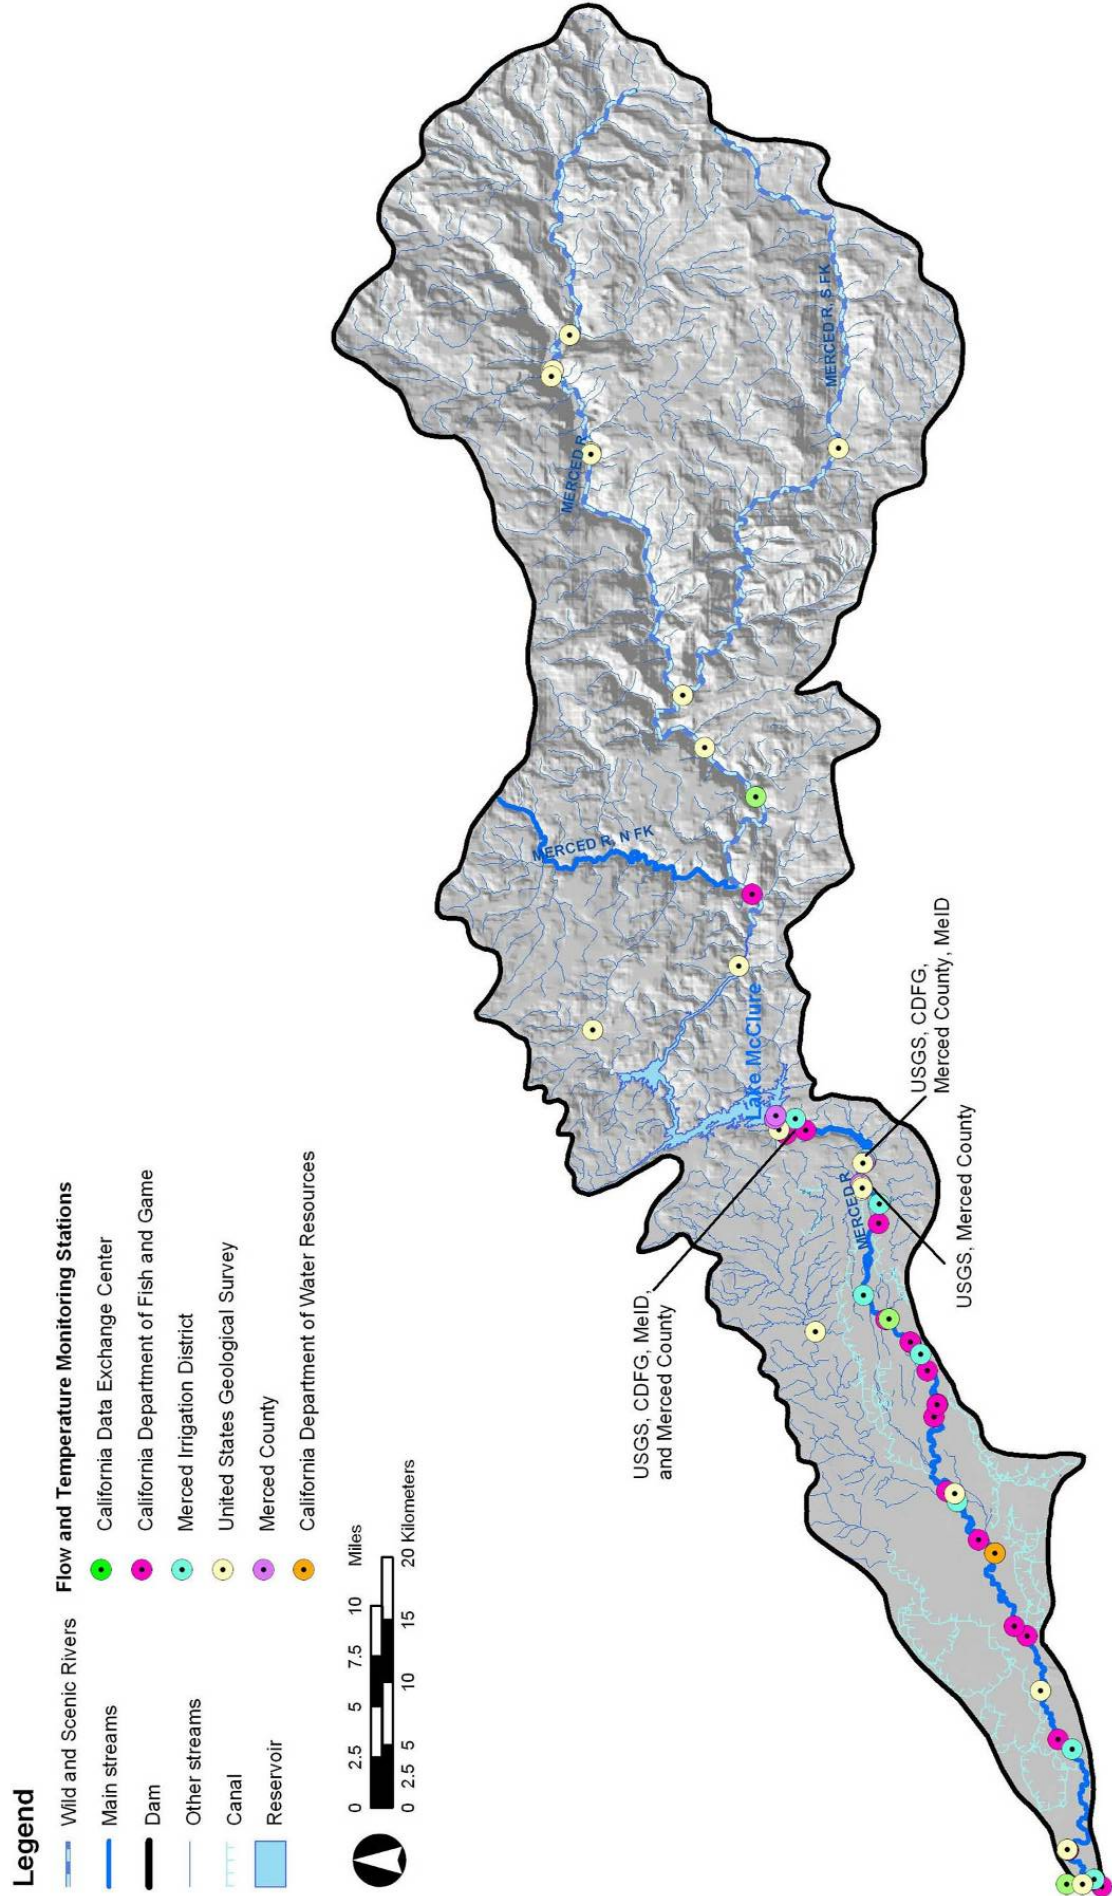 Legend
Wild and Scenic Rivers
Main streams
Dam
Other streams
Canal
Reservoir
Flow and Temperature Monitoring Stations
California Data Exchange Center
California Department of Fish and Game
Merced Irrigation District
United States Geological Survey
Merced County
California Department of Water Resources
0 2.5 5 7.5 10 Miles
0 2.5 5 10 15 20 Kilometers
MERCED R
MERCED R, S FK
MERCED R, N FK
Lake McClure
MERCED R
USGS, CDFG, MeID,
and Merced County
USGS, Merced County
USGS, CDFG,
Merced County, MeID